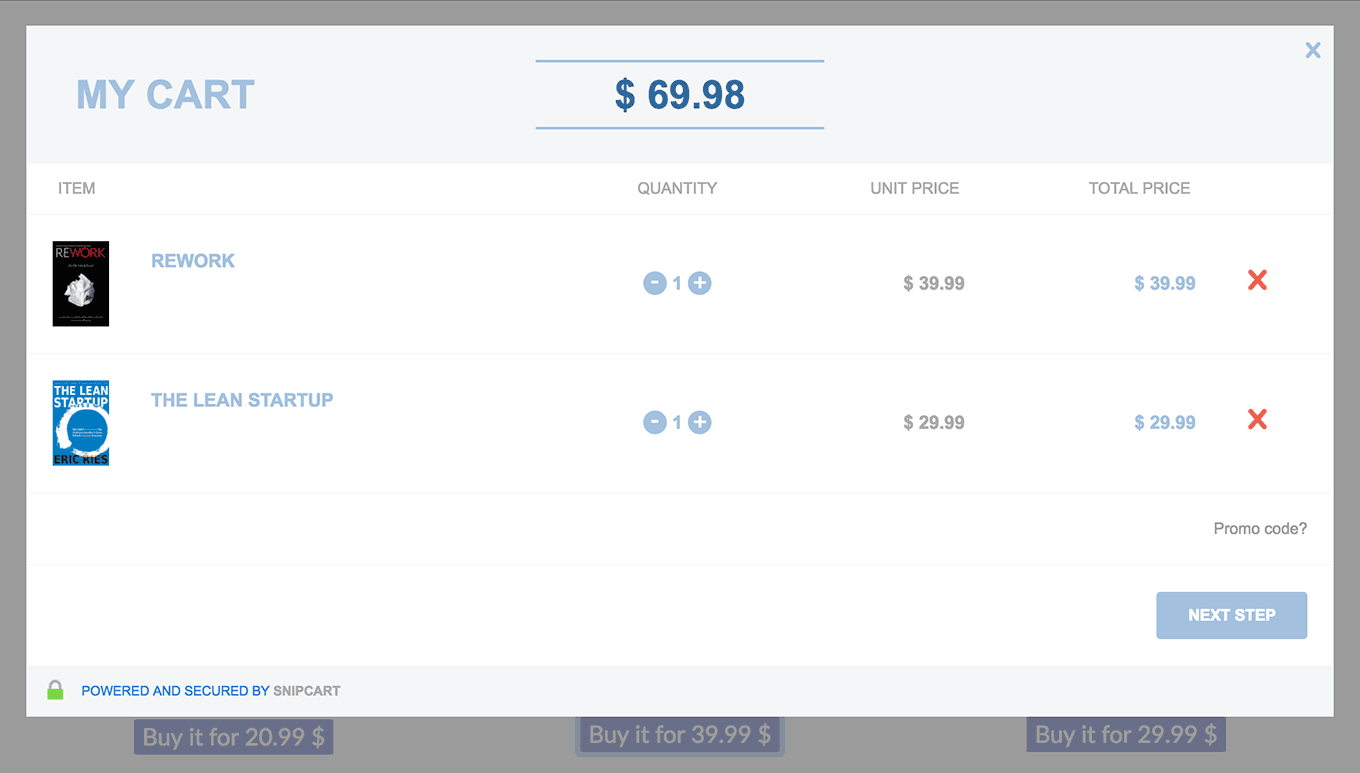 MY CART
$ 69.98
ITEM QUANTITY UNIT PRICE TOTAL PRICE
REWORK
REWORK
- 1 + $ 39.99 $ 39.99
THE LEAN
STARTUP
ERIC RIES
THE LEAN STARTUP
- 1 + $ 29.99 $ 29.99
Promo code?
NEXT STEP
POWERED AND SECURED BY SNIPCART
Buy it for 20.99 $ Buy it for 39.99 $ Buy it for 29.99 $